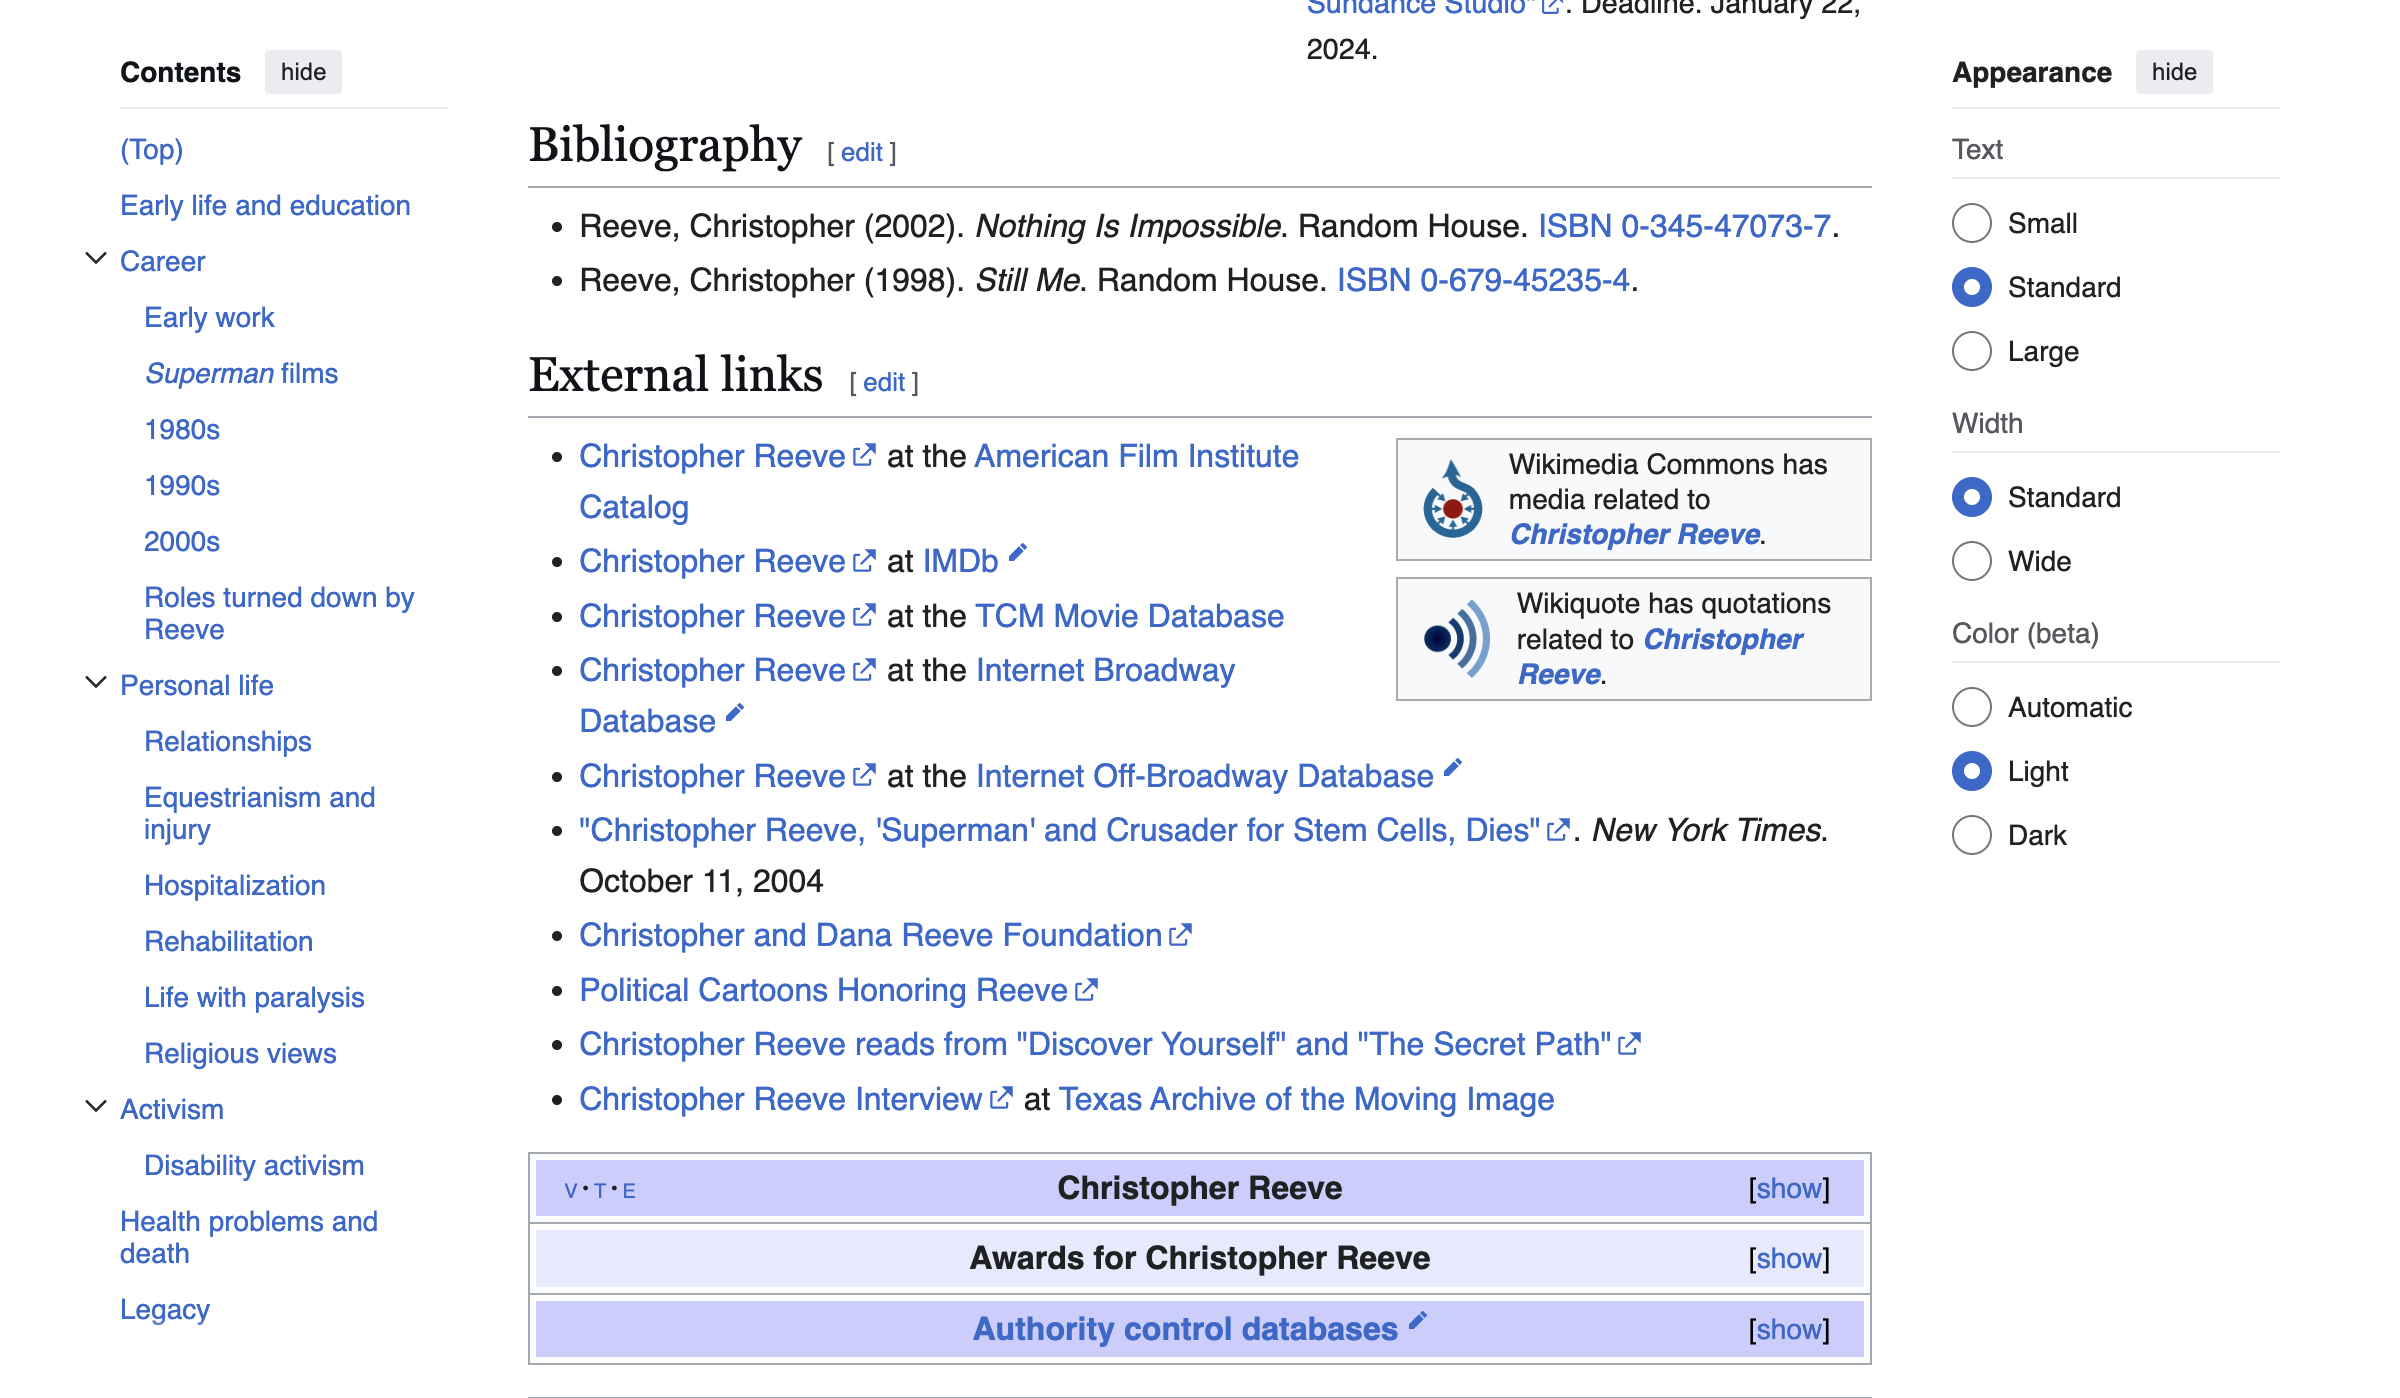 Sundance Studio". Deadline. January 22,
2024.
Contents hide
(Top)
Early life and education
Career
Early work
Superman films
1980s
1990s
2000s
Roles turned down by
Reeve
Personal life
Relationships
Equestrianism and
injury
Hospitalization
Rehabilitation
Life with paralysis
Religious views
Activism
Disability activism
Health problems and
death
Legacy
Bibliography [ edit ]
• Reeve, Christopher (2002). Nothing Is Impossible. Random House. ISBN 0-345-47073-7.
• Reeve, Christopher (1998). Still Me. Random House. ISBN 0-679-45235-4.
External links [ edit ]
• Christopher Reeve at the American Film Institute
Catalog
• Christopher Reeve at IMDb
• Christopher Reeve at the TCM Movie Database
• Christopher Reeve at the Internet Broadway
Database
• Christopher Reeve at the Internet Off-Broadway Database
• "Christopher Reeve, 'Superman' and Crusader for Stem Cells, Dies". New York Times.
October 11, 2004
• Christopher and Dana Reeve Foundation
• Political Cartoons Honoring Reeve
• Christopher Reeve reads from "Discover Yourself" and "The Secret Path"
• Christopher Reeve Interview at Texas Archive of the Moving Image
Wikimedia Commons has
media related to
Christopher Reeve.
Wikiquote has quotations
related to Christopher
Reeve.
V · T · E Christopher Reeve [show]
Awards for Christopher Reeve [show]
Authority control databases [show]
Appearance hide
Text
Small
Standard
Large
Width
Standard
Wide
Color (beta)
Automatic
Light
Dark